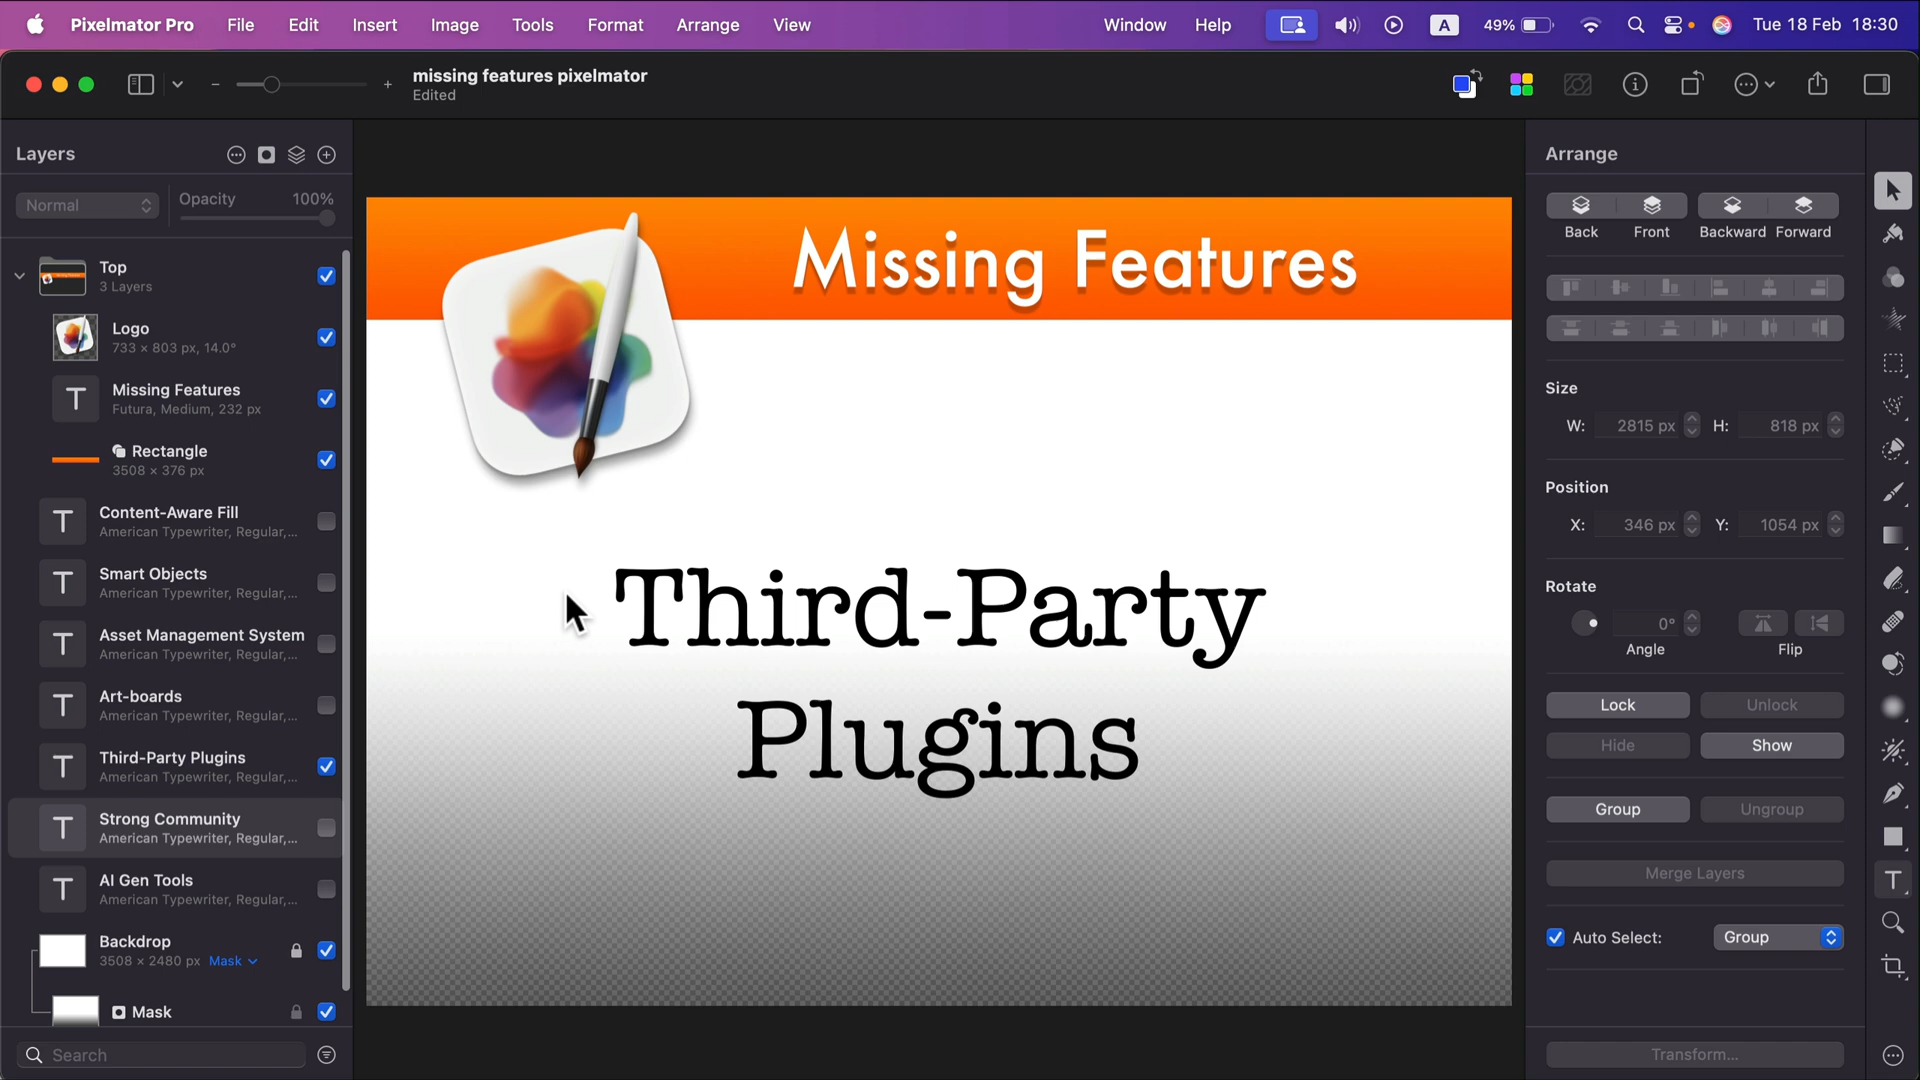 Pixelmator Pro File Edit Insert Image Tools Format Arrange View Window Help A 49% Tue 18 Feb 18:30
missing features pixelmator
Edited
Layers
Normal Opacity 100%
Top
3 Layers
Logo
733 × 803 px, 14.0°
T Missing Features
Futura, Medium, 232 px
Rectangle
3508 × 376 px
T Content-Aware Fill
American Typewriter, Regular,...
T Smart Objects
American Typewriter, Regular,...
T Asset Management System
American Typewriter, Regular,...
T Art-boards
American Typewriter, Regular,...
T Third-Party Plugins
American Typewriter, Regular,...
T Strong Community
American Typewriter, Regular,...
T AI Gen Tools
American Typewriter, Regular,...
Backdrop
3508 × 2480 px Mask
Mask
Search
Missing Features
Third-Party
Plugins
Arrange
Back Front Backward Forward
Size
W: 2815 px H: 818 px
Position
X: 346 px Y: 1054 px
Rotate
0°
Angle Flip
Lock Unlock
Hide Show
Group Ungroup
Merge Layers
Auto Select: Group
Transform...
T